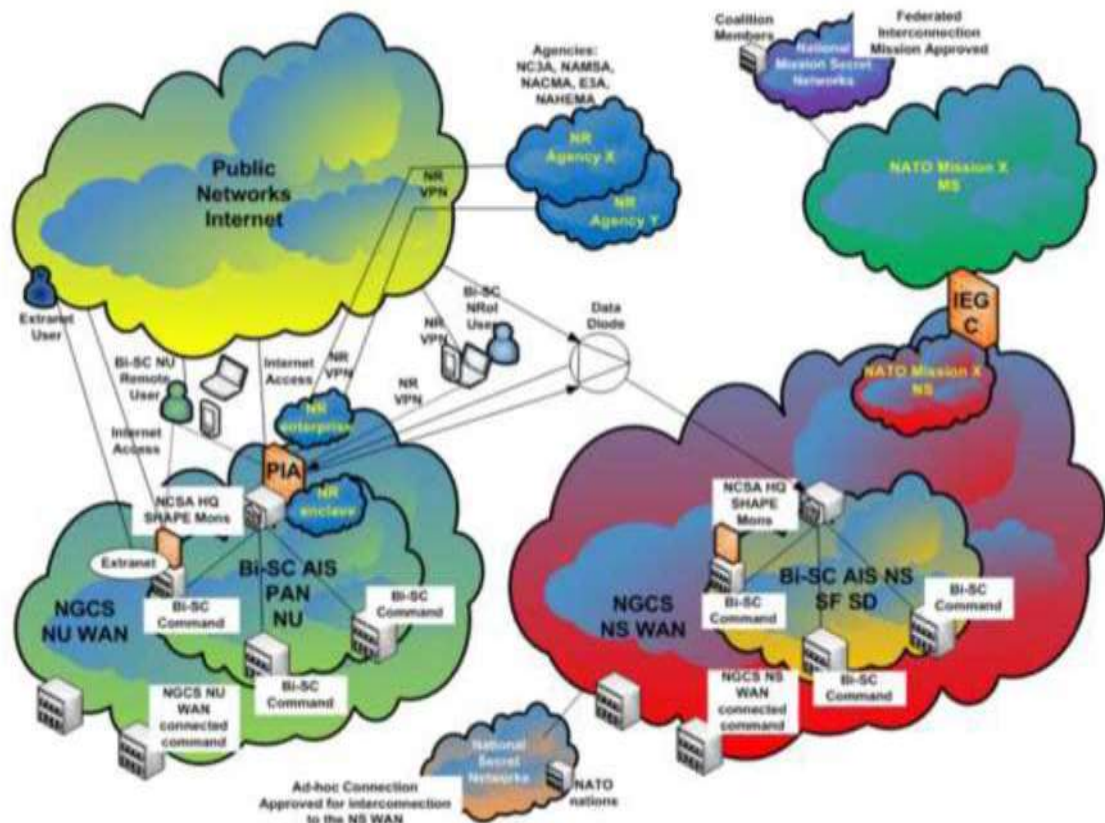 Coalition
Members
Federated
Interconnection
Mission Approved
National
Mission Secret
Networks
Agencies:
NC3A, NAMSA,
NACMA, E3A,
NAHEMA
NR
Agency X
NR
Agency Y
NATO Mission X
MS
Public
Networks
Internet
NR
VPN
Extranet
User
Bi-SC NU
Remote
User
Internet
Access
Internet
Access
NR
VPN
NR
VPN
NR
VPN
Bi-SC
NRoI
User
Data
Diode
IEG
C
NATO Mission X
NS
NR
enterprise
PIA
NR
enclave
NCSA HQ
SHAPE Mons
Extranet
Bi-SC AIS
PAN
NU
NGCS
NU WAN
Bi-SC
Command
Bi-SC
Command
Bi-SC
Command
NGCS NU
WAN
connected
command
NCSA HQ
SHAPE
Mons
Bi-SC AIS NS
SF SD
NGCS
NS WAN
Bi-SC
Command
Bi-SC
Command
Bi-SC
Command
NGCS NS
WAN
connected
command
National
Secret
Networks
NATO
nations
Ad-hoc Connection
Approved for interconnection
to the NS WAN